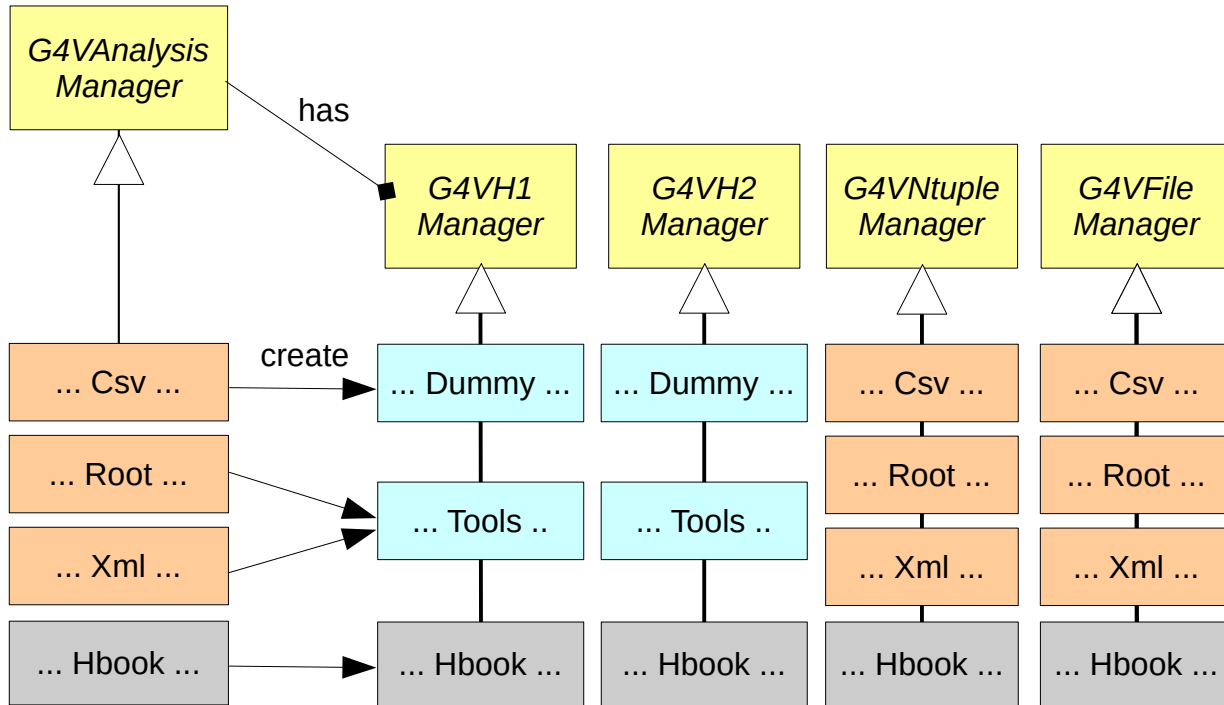 G4VAnalysis
Manager
has
G4VH1
Manager
G4VH2
Manager
G4VNtuple
Manager
G4VFile
Manager
create
... Csv ...
... Dummy ...
... Dummy ...
... Csv ...
... Csv ...
... Root ...
... Root ...
... Root ...
... Tools ..
... Tools ..
... Xml ...
... Xml ...
... Xml ...
... Hbook ...
... Hbook ...
... Hbook ...
... Hbook ...
... Hbook ...